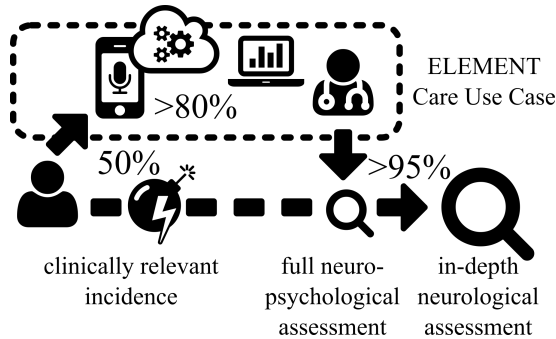 ELEMENT
Care Use Case
>80%
50%
>95%
clinically relevant
incidence
full neuro-
psychological
assessment
in-depth
neurological
assessment